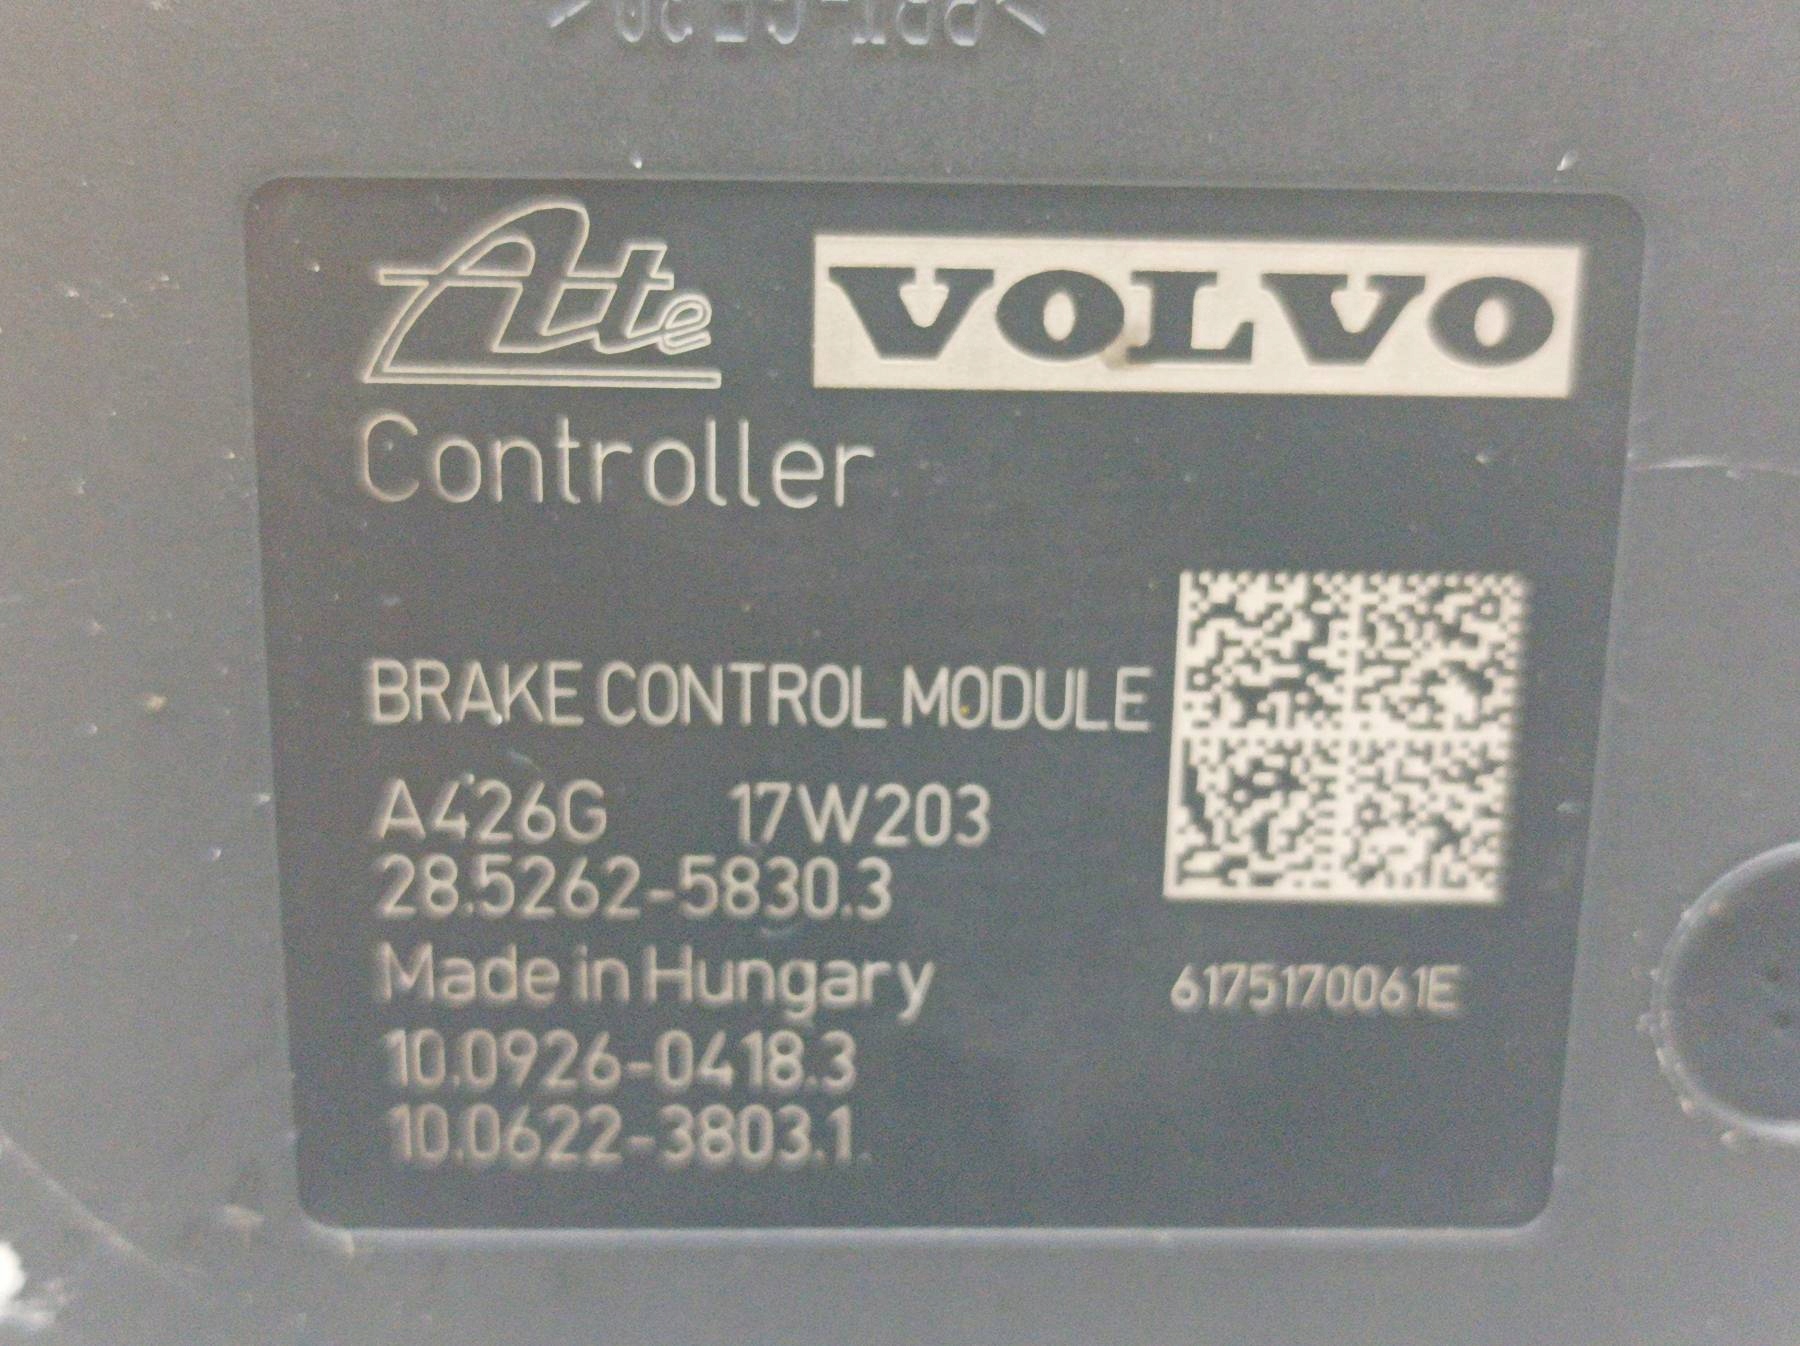 Ate VOLVO
Controller
BRAKE CONTROL MODULE
A426G 17W203
28.5262-5830.3
Made in Hungary
6175170061E
10.0926-0418.3
10.0622-3803.1